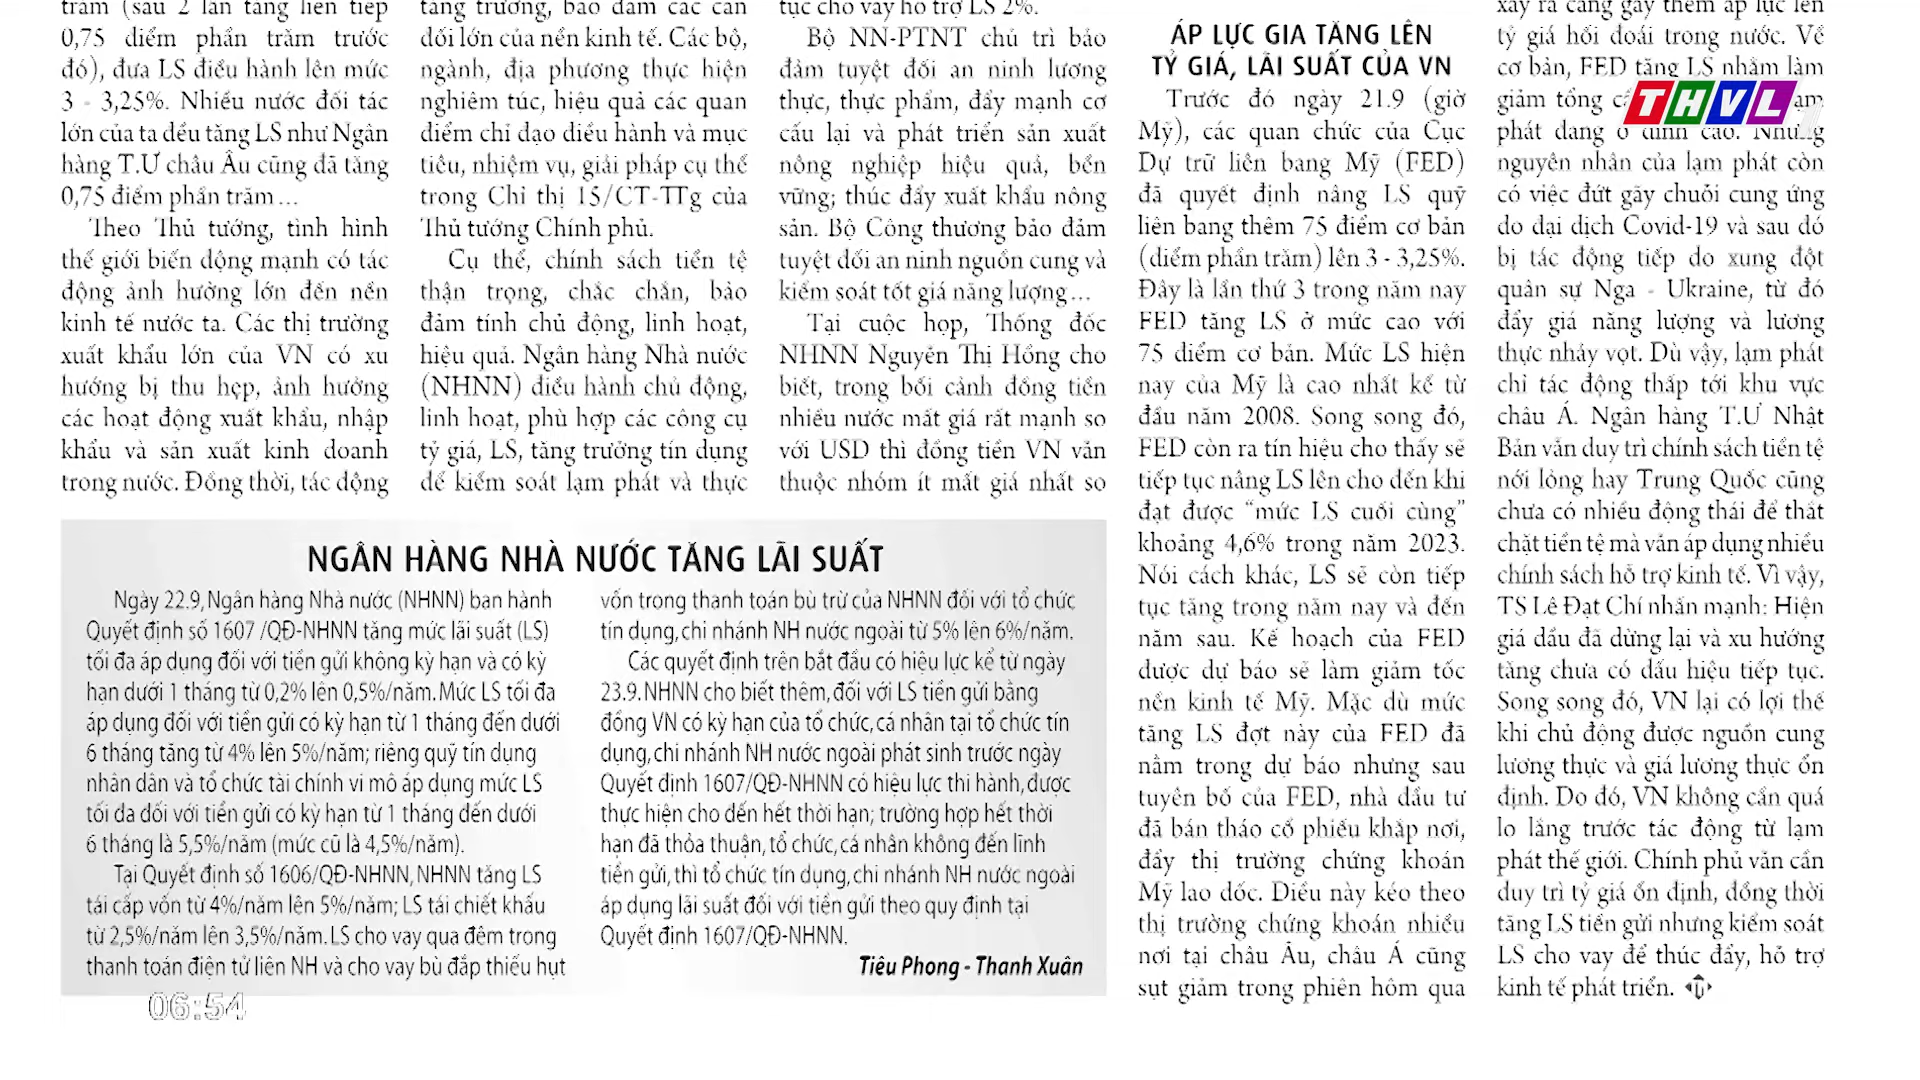 trăm (sau 2 lần tăng liên tiếp
0,75 điểm phần trăm trước
đó), đưa LS điều hành lên mức
3 - 3,25%. Nhiều nước đối tác
lớn của ta đều tăng LS như Ngân
hàng T.Ư châu Âu cũng đã tăng
0,75 điểm phần trăm...
Theo Thủ tướng, tình hình
thế giới biến động mạnh có tác
động ảnh hưởng lớn đến nền
kinh tế nước ta. Các thị trường
xuất khẩu lớn của VN có xu
hướng bị thu hẹp, ảnh hưởng
các hoạt động xuất khẩu, nhập
khẩu và sản xuất kinh doanh
trong nước. Đồng thời, tác động
tăng trưởng, bảo đảm các cân
đối lớn của nền kinh tế. Các bộ,
ngành, địa phương thực hiện
nghiêm túc, hiệu quả các quan
điểm chỉ đạo điều hành và mục
tiêu, nhiệm vụ, giải pháp cụ thể
trong Chỉ thị 15/CT-TTg của
Thủ tướng Chính phủ.
Cụ thể, chính sách tiền tệ
thận trọng, chắc chắn, bảo
đảm tính chủ động, linh hoạt,
hiệu quả. Ngân hàng Nhà nước
(NHNN) điều hành chủ động,
linh hoạt, phù hợp các công cụ
tỷ giá, LS, tăng trưởng tín dụng
để kiểm soát lạm phát và thực
tục cho vay hỗ trợ LS 2%.
Bộ NN-PTNT chủ trì bảo
đảm tuyệt đối an ninh lương
thực, thực phẩm, đẩy mạnh cơ
cấu lại và phát triển sản xuất
nông nghiệp hiệu quả, bền
vững; thúc đẩy xuất khẩu nông
sản. Bộ Công thương bảo đảm
tuyệt đối an ninh nguồn cung và
kiểm soát tốt giá năng lượng...
Tại cuộc họp, Thống đốc
NHNN Nguyễn Thị Hồng cho
biết, trong bối cảnh đồng tiền
nhiều nước mất giá rất mạnh so
với USD thì đồng tiền VN vẫn
thuộc nhóm ít mất giá nhất so
NGÂN HÀNG NHÀ NƯỚC TĂNG LÃI SUẤT
Ngày 22.9, Ngân hàng Nhà nước (NHNN) ban hành
Quyết định số 1607 /QĐ-NHNN tăng mức lãi suất (LS)
tối đa áp dụng đối với tiền gửi không kỳ hạn và có kỳ
hạn dưới 1 tháng từ 0,2% lên 0,5%/năm. Mức LS tối đa
áp dụng đối với tiền gửi có kỳ hạn từ 1 tháng đến dưới
6 tháng tăng từ 4% lên 5%/năm; riêng quỹ tín dụng
nhân dân và tổ chức tài chính vi mô áp dụng mức LS
tối đa đối với tiền gửi có kỳ hạn từ 1 tháng đến dưới
6 tháng là 5,5%/năm (mức cũ là 4,5%/năm).
Tại Quyết định số 1606/QĐ-NHNN, NHNN tăng LS
tái cấp vốn từ 4%/năm lên 5%/năm; LS tái chiết khấu
từ 2,5%/năm lên 3,5%/năm. LS cho vay qua đêm trong
thanh toán điện tử liên NH và cho vay bù đắp thiếu hụt
vốn trong thanh toán bù trừ của NHNN đối với tổ chức
tín dụng, chi nhánh NH nước ngoài từ 5% lên 6%/năm.
Các quyết định trên bắt đầu có hiệu lực kể từ ngày
23.9. NHNN cho biết thêm, đối với LS tiền gửi bằng
đồng VN có kỳ hạn của tổ chức, cá nhân tại tổ chức tín
dụng, chi nhánh NH nước ngoài phát sinh trước ngày
Quyết định 1607/QĐ-NHNN có hiệu lực thi hành, được
thực hiện cho đến hết thời hạn; trường hợp hết thời
hạn đã thỏa thuận, tổ chức, cá nhân không đến lĩnh
tiền gửi, thì tổ chức tín dụng, chi nhánh NH nước ngoài
áp dụng lãi suất đối với tiền gửi theo quy định tại
Quyết định 1607/QĐ-NHNN.
Tiêu Phong - Thanh Xuân
ÁP LỰC GIA TĂNG LÊN
TỶ GIÁ, LÃI SUẤT CỦA VN
Trước đó ngày 21.9 (giờ
Mỹ), các quan chức của Cục
Dự trữ liên bang Mỹ (FED)
đã quyết định nâng LS quỹ
liên bang thêm 75 điểm cơ bản
(điểm phần trăm) lên 3 - 3,25%.
Đây là lần thứ 3 trong năm nay
FED tăng LS ở mức cao với
75 điểm cơ bản. Mức LS hiện
nay của Mỹ là cao nhất kể từ
đầu năm 2008. Song song đó,
FED còn ra tín hiệu cho thấy sẽ
tiếp tục nâng LS lên cho đến khi
đạt được “mức LS cuối cùng”
khoảng 4,6% trong năm 2023.
Nói cách khác, LS sẽ còn tiếp
tục tăng trong năm nay và đến
năm sau. Kế hoạch của FED
được dự báo sẽ làm giảm tốc
nền kinh tế Mỹ. Mặc dù mức
tăng LS đợt này của FED đã
nằm trong dự báo nhưng sau
tuyên bố của FED, nhà đầu tư
đã bán tháo cổ phiếu khắp nơi,
đẩy thị trường chứng khoán
Mỹ lao dốc. Điều này kéo theo
thị trường chứng khoán nhiều
nơi tại châu Âu, châu Á cũng
sụt giảm trong phiên hôm qua
xảy ra càng gây thêm áp lực lên
tỷ giá hối đoái trong nước. Về
cơ bản, FED tăng LS nhằm làm
giảm tổng
phát đang ở đỉnh cao. Nhưng
nguyên nhân của lạm phát còn
có việc đứt gãy chuỗi cung ứng
do đại dịch Covid-19 và sau đó
bị tác động tiếp do xung đột
quân sự Nga - Ukraine, từ đó
đẩy giá năng lượng và lương
thực nhảy vọt. Dù vậy, lạm phát
chỉ tác động thấp tới khu vực
châu Á. Ngân hàng T.Ư Nhật
Bản vẫn duy trì chính sách tiền tệ
nới lỏng hay Trung Quốc cũng
chưa có nhiều động thái để thắt
chặt tiền tệ mà vẫn áp dụng nhiều
chính sách hỗ trợ kinh tế. Vì vậy,
TS Lê Đạt Chí nhấn mạnh: Hiện
giá dầu đã dừng lại và xu hướng
tăng chưa có dấu hiệu tiếp tục.
Song song đó, VN lại có lợi thế
khi chủ động được nguồn cung
lương thực và giá lương thực ổn
định. Do đó, VN không cần quá
lo lắng trước tác động từ lạm
phát thế giới. Chính phủ vẫn cần
duy trì tỷ giá ổn định, đồng thời
tăng LS tiền gửi nhưng kiểm soát
LS cho vay để thúc đẩy, hỗ trợ
kinh tế phát triển.
THVL
06:54